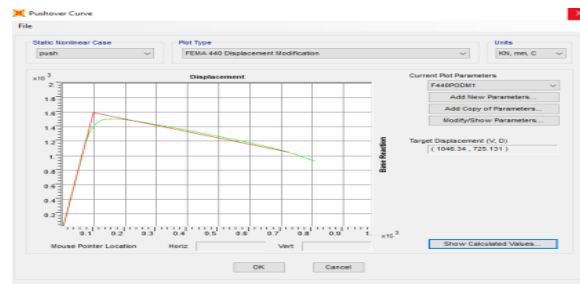 Pushover Curve
File
Static Nonlinear Case
Plot Type
Units
push
FEMA 440 Displacement Modification
KN, mm, C
x10 3
Displacement
Current Plot Parameters
F440PODM1
Add New Parameters...
Add Copy of Parameters...
Modify/Show Parameters...
Target Displacement (V, D)
( 1046.34 , 725.131 )
Base Reaction
2.
1.8
1.6
1.4
1.2
1.
0.8
0.6
0.4
0.2
0.1 0.2 0.3 0.4 0.5 0.6 0.7 0.8 0.9 1. x10 3
Mouse Pointer Location Horiz Vert
Show Calculated Values...
OK
Cancel